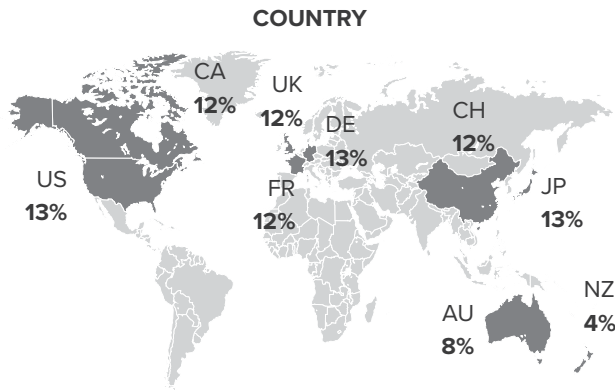 COUNTRY
CA
12%
UK
12%
DE
13%
CH
12%
US
13%
FR
12%
JP
13%
AU
8%
NZ
4%